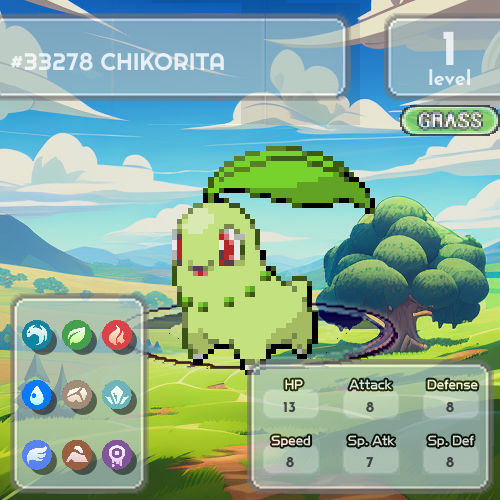 #33278 CHIKORITA
1
level
GRASS
HP Attack Defense
13 8 8
Speed Sp. Atk Sp. Def
8 7 8